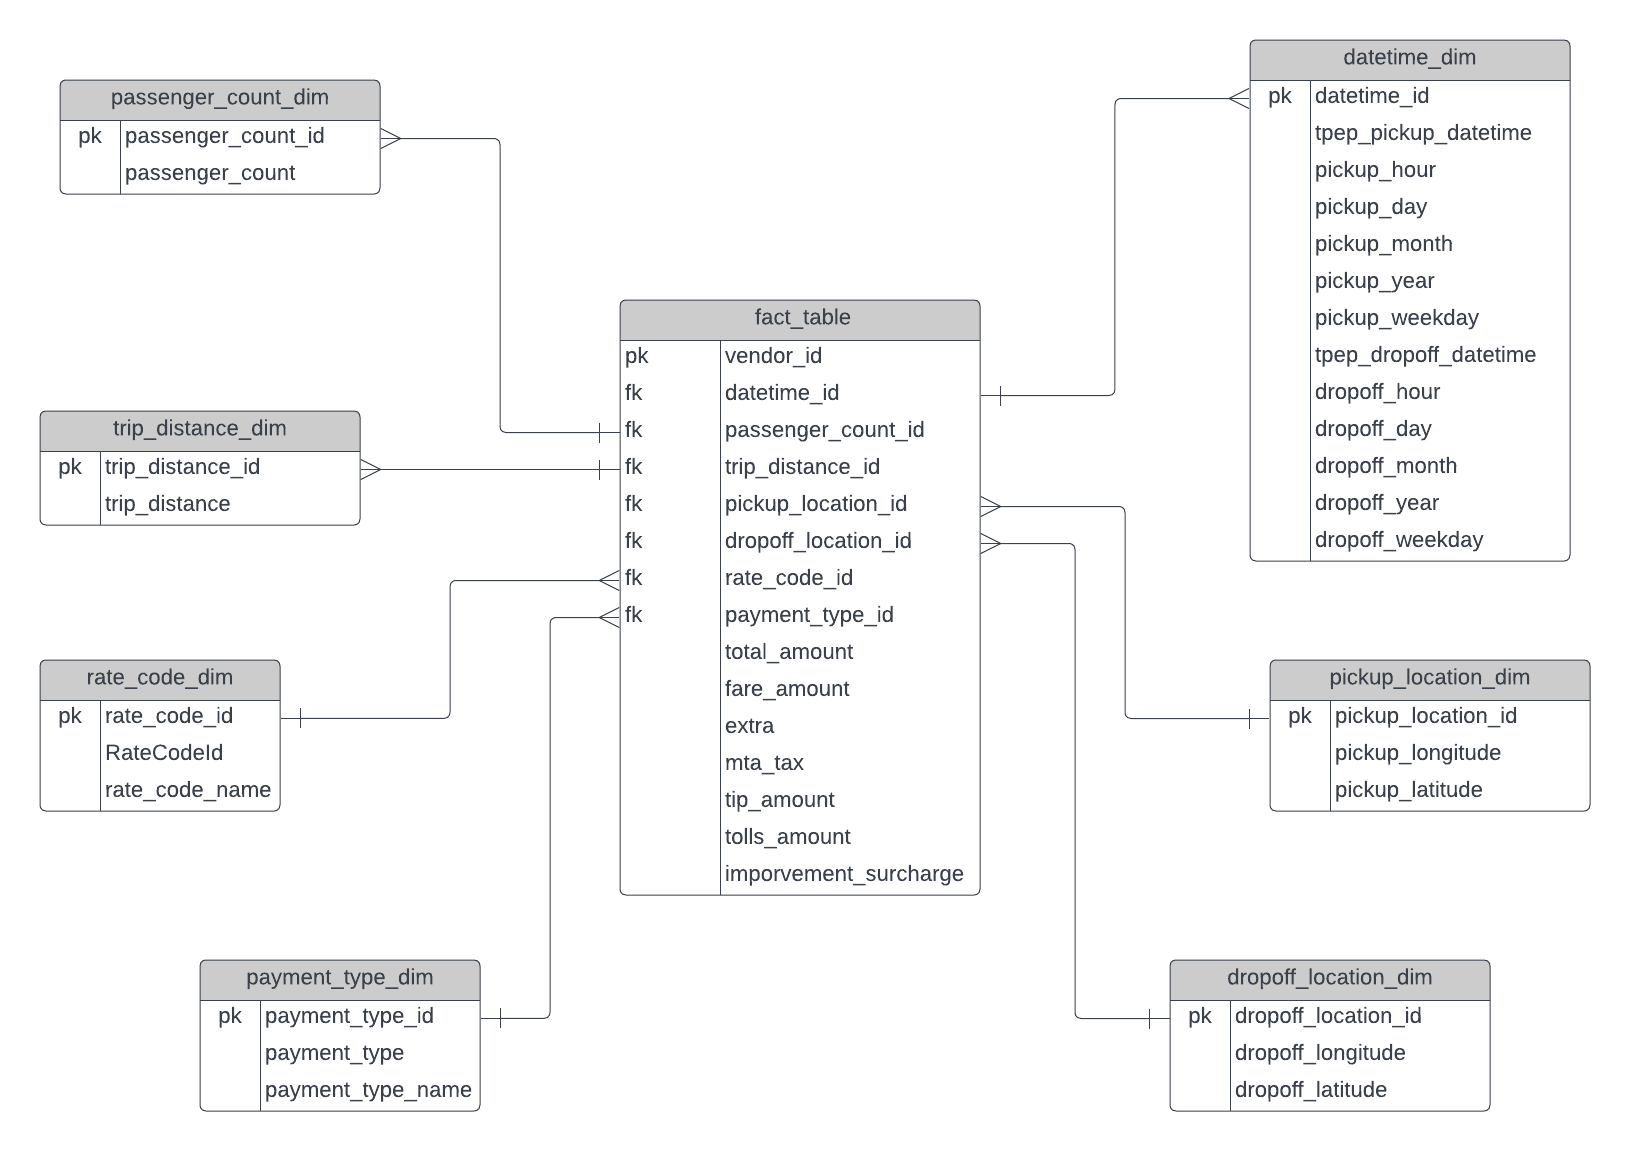 passenger_count_dim
pk passenger_count_id
passenger_count
datetime_dim
pk datetime_id
tpep_pickup_datetime
pickup_hour
pickup_day
pickup_month
pickup_year
pickup_weekday
tpep_dropoff_datetime
dropoff_hour
dropoff_day
dropoff_month
dropoff_year
dropoff_weekday
fact_table
pk vendor_id
fk datetime_id
fk passenger_count_id
fk trip_distance_id
fk pickup_location_id
fk dropoff_location_id
fk rate_code_id
fk payment_type_id
total_amount
fare_amount
extra
mta_tax
tip_amount
tolls_amount
imporvement_surcharge
trip_distance_dim
pk trip_distance_id
trip_distance
rate_code_dim
pk rate_code_id
RateCodeId
rate_code_name
pickup_location_dim
pk pickup_location_id
pickup_longitude
pickup_latitude
payment_type_dim
pk payment_type_id
payment_type
payment_type_name
dropoff_location_dim
pk dropoff_location_id
dropoff_longitude
dropoff_latitude